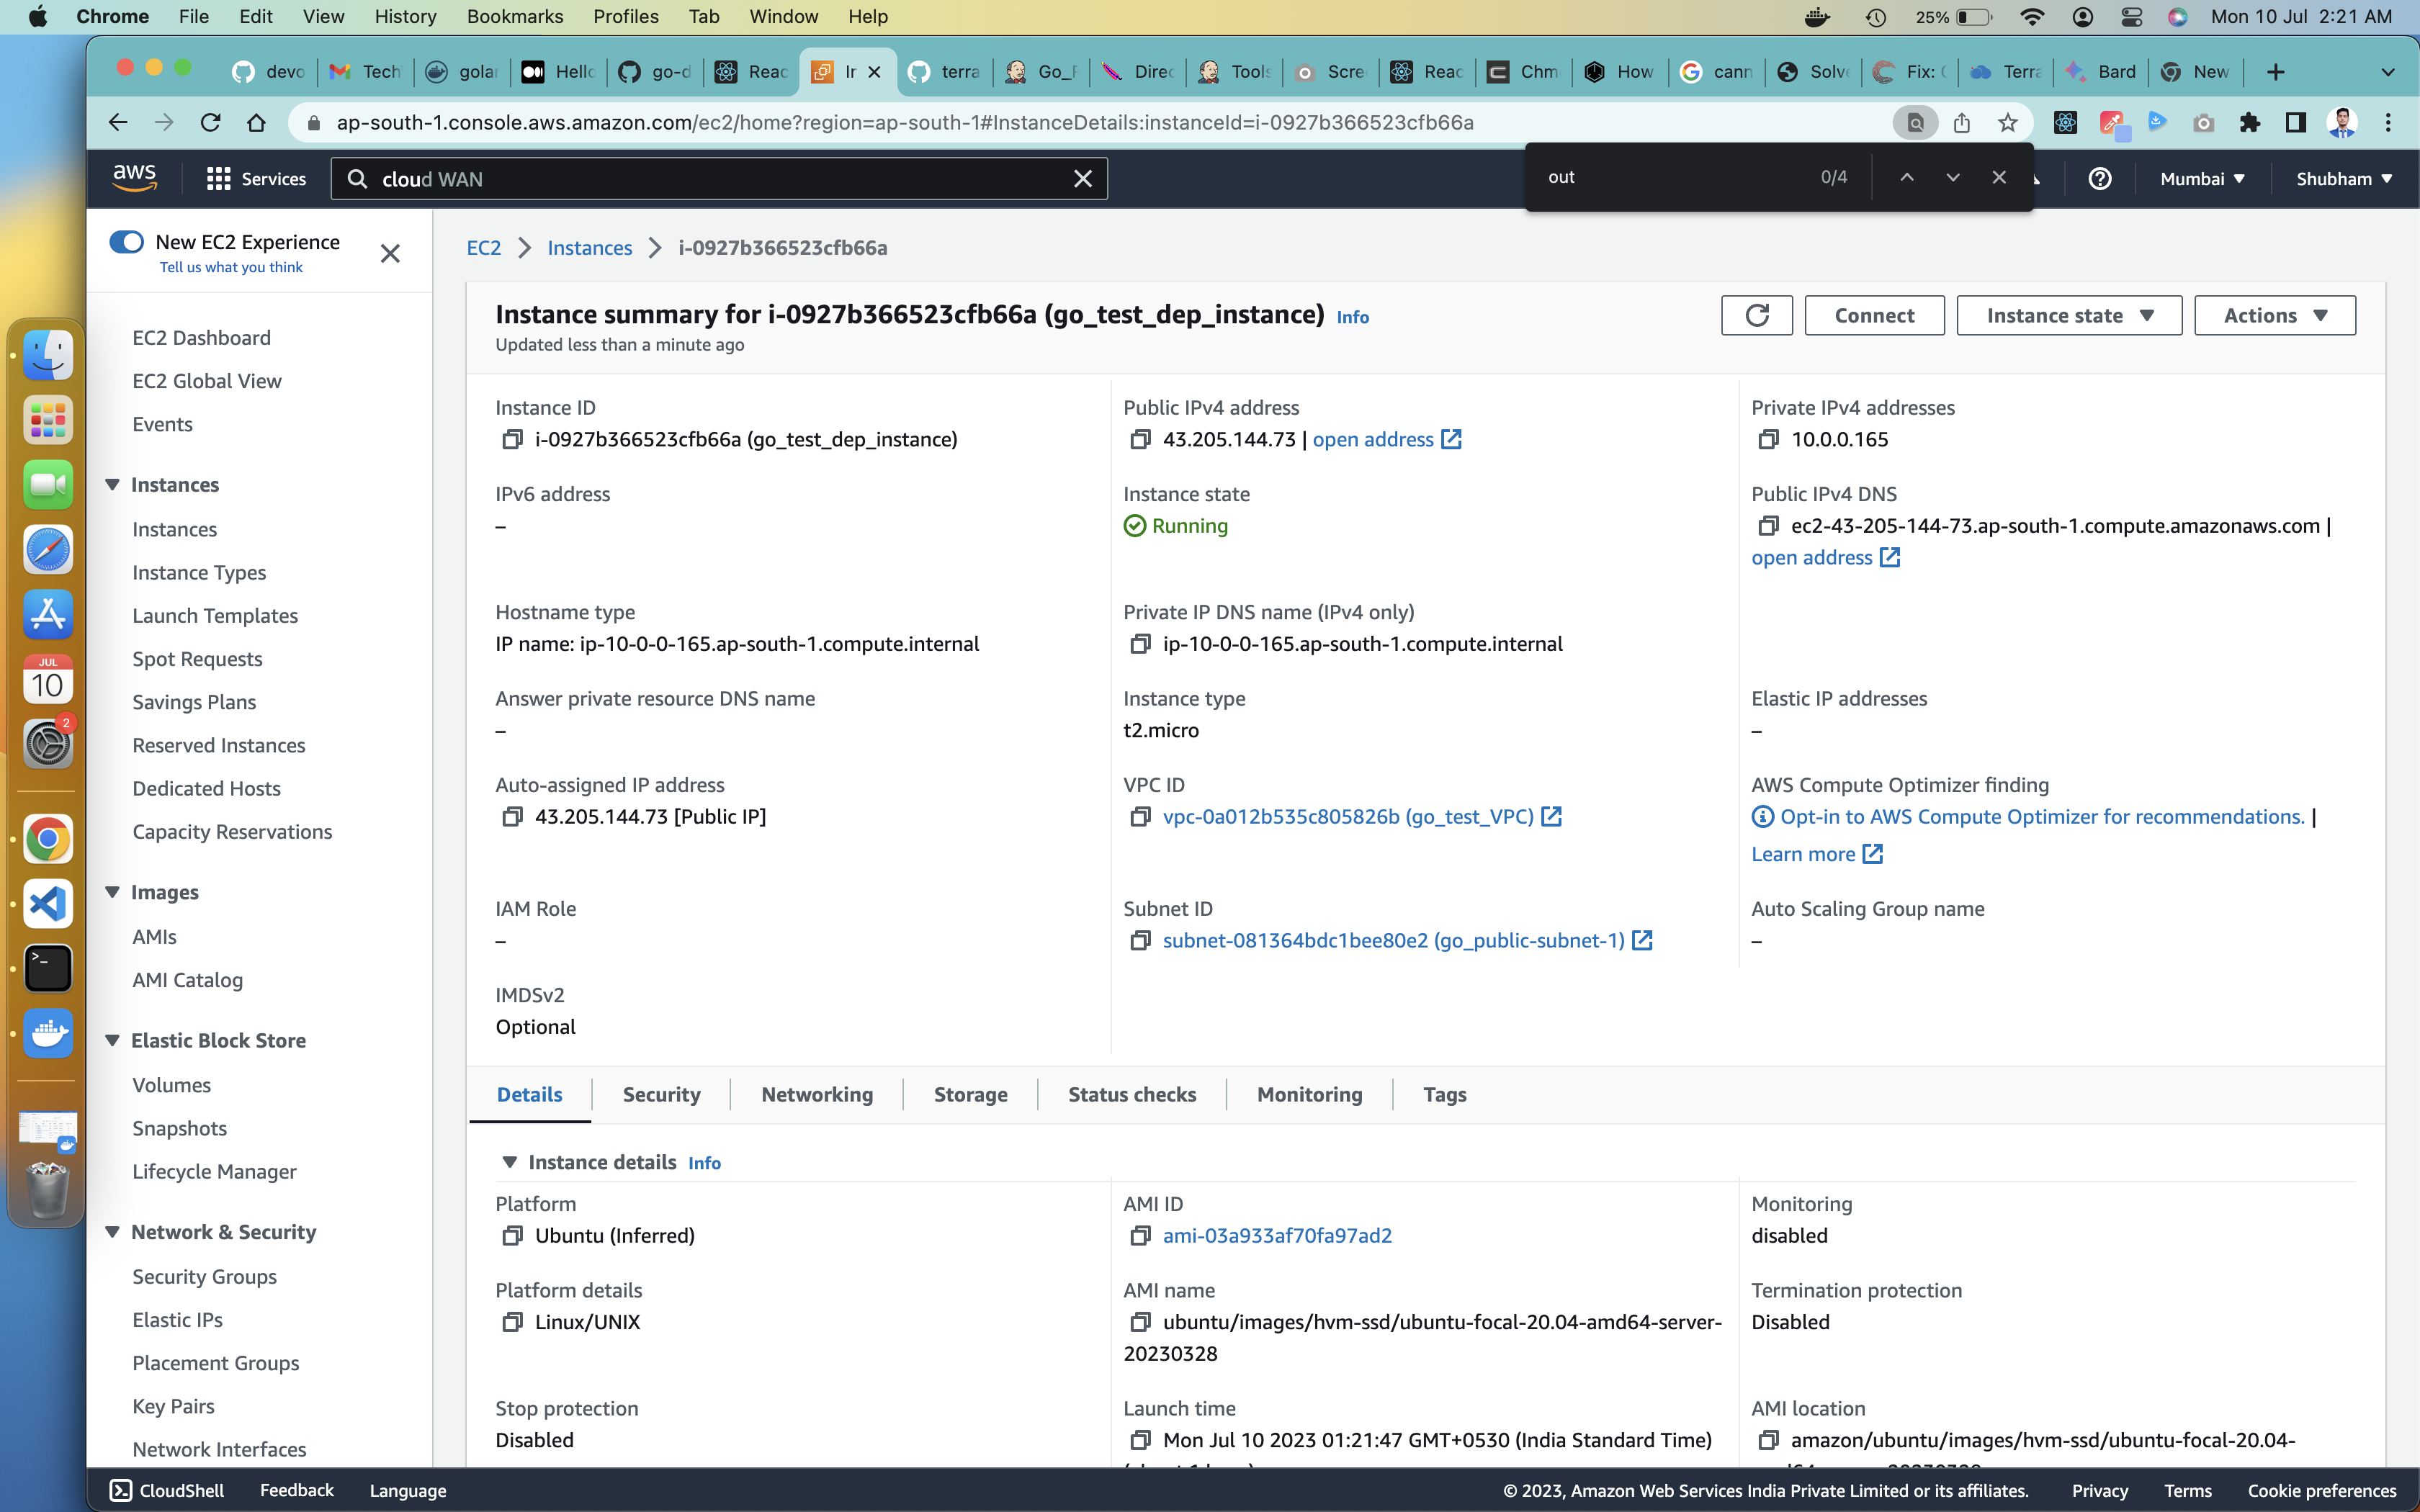 Chrome File Edit View History Bookmarks Profiles Tab Window Help 25% Mon 10 Jul 2:21 AM
devo Tech golar Hello go-d Reac Ir terra Go_F Direc Tools Scre Reac Chm How cann Solve Fix: Terra Bard New
ap-south-1.console.aws.amazon.com/ec2/home?region=ap-south-1#InstanceDetails:instanceId=i-0927b366523cfb66a
aws Services cloud WAN out 0/4 Mumbai Shubham
New EC2 Experience
Tell us what you think
EC2 Dashboard
EC2 Global View
Events
Instances
Instances
Instance Types
Launch Templates
Spot Requests
Savings Plans
Reserved Instances
Dedicated Hosts
Capacity Reservations
Images
AMIs
AMI Catalog
Elastic Block Store
Volumes
Snapshots
Lifecycle Manager
Network & Security
Security Groups
Elastic IPs
Placement Groups
Key Pairs
Network Interfaces
EC2 Instances i-0927b366523cfb66a
Instance summary for i-0927b366523cfb66a (go_test_dep_instance) Info
Updated less than a minute ago
Connect Instance state Actions
Instance ID
i-0927b366523cfb66a (go_test_dep_instance)
Public IPv4 address
43.205.144.73 | open address
Private IPv4 addresses
10.0.0.165
IPv6 address
–
Instance state
Running
Public IPv4 DNS
ec2-43-205-144-73.ap-south-1.compute.amazonaws.com |
open address
Hostname type
IP name: ip-10-0-0-165.ap-south-1.compute.internal
Private IP DNS name (IPv4 only)
ip-10-0-0-165.ap-south-1.compute.internal
Answer private resource DNS name
–
Instance type
t2.micro
Elastic IP addresses
–
Auto-assigned IP address
43.205.144.73 [Public IP]
VPC ID
vpc-0a012b535c805826b (go_test_VPC)
AWS Compute Optimizer finding
Opt-in to AWS Compute Optimizer for recommendations. |
Learn more
IAM Role
–
Subnet ID
subnet-081364bdc1bee80e2 (go_public-subnet-1)
Auto Scaling Group name
–
IMDSv2
Optional
Details Security Networking Storage Status checks Monitoring Tags
Instance details Info
Platform
Ubuntu (Inferred)
AMI ID
ami-03a933af70fa97ad2
Monitoring
disabled
Platform details
Linux/UNIX
AMI name
ubuntu/images/hvm-ssd/ubuntu-focal-20.04-amd64-server-
20230328
Termination protection
Disabled
Stop protection
Disabled
Launch time
Mon Jul 10 2023 01:21:47 GMT+0530 (India Standard Time)
AMI location
amazon/ubuntu/images/hvm-ssd/ubuntu-focal-20.04-
JUL
10
2
CloudShell Feedback Language © 2023, Amazon Web Services India Private Limited or its affiliates. Privacy Terms Cookie preferences